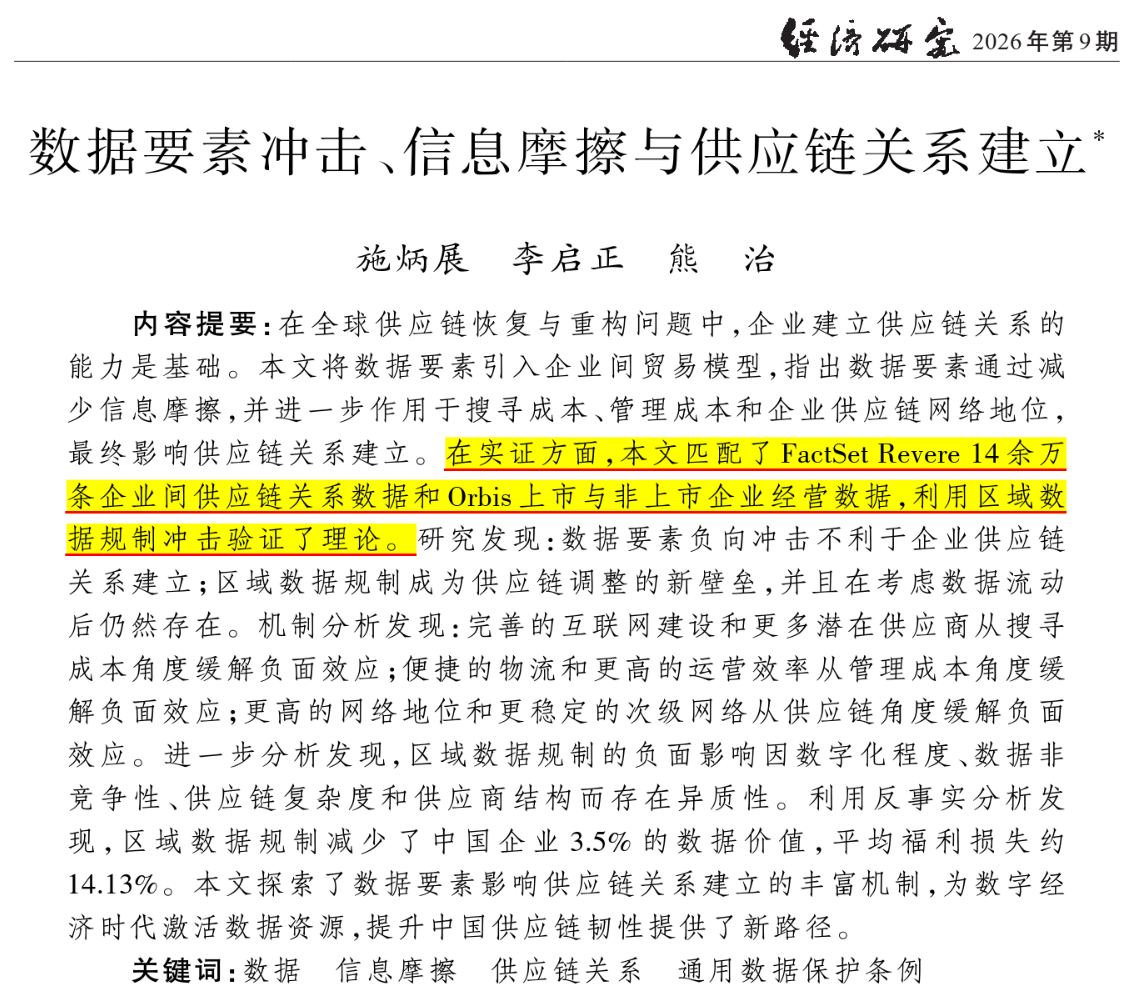 经济研究 2026年第9期
数据要素冲击、信息摩擦与供应链关系建立*
施炳展 李启正 熊 治
内容提要:在全球供应链恢复与重构问题中,企业建立供应链关系的
能力是基础。本文将数据要素引入企业间贸易模型,指出数据要素通过减
少信息摩擦,并进一步作用于搜寻成本、管理成本和企业供应链网络地位,
最终影响供应链关系建立。在实证方面,本文匹配了 FactSet Revere 14 余万
条企业间供应链关系数据和 Orbis 上市与非上市企业经营数据,利用区域数
据规制冲击验证了理论。研究发现:数据要素负向冲击不利于企业供应链
关系建立;区域数据规制成为供应链调整的新壁垒,并且在考虑数据流动
后仍然存在。机制分析发现:完善的互联网建设和更多潜在供应商从搜寻
成本角度缓解负面效应;便捷的物流和更高的运营效率从管理成本角度缓
解负面效应;更高的网络地位和更稳定的次级网络从供应链角度缓解负面
效应。进一步分析发现,区域数据规制的负面影响因数字化程度、数据非
竞争性、供应链复杂度和供应商结构而存在异质性。利用反事实分析发
现,区域数据规制减少了中国企业 3.5% 的数据价值,平均福利损失约
14.13%。本文探索了数据要素影响供应链关系建立的丰富机制,为数字经
济时代激活数据资源,提升中国供应链韧性提供了新路径。
关键词:数据 信息摩擦 供应链关系 通用数据保护条例